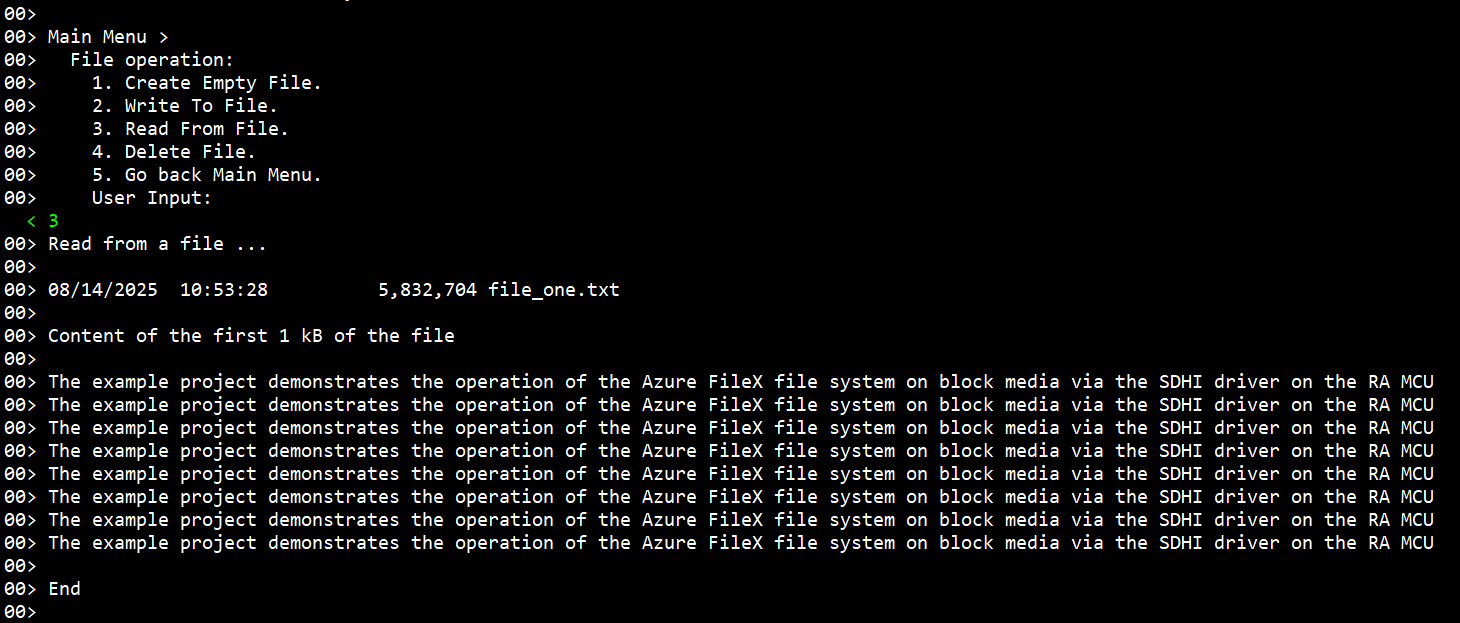 00>
00> Main Menu >
00>   File operation:
00>     1. Create Empty File.
00>     2. Write To File.
00>     3. Read From File.
00>     4. Delete File.
00>     5. Go back Main Menu.
00>     User Input:
  < 3
00> Read from a file ...
00>
00> 08/14/2025  10:53:28          5,832,704 file_one.txt
00>
00> Content of the first 1 kB of the file
00>
00> The example project demonstrates the operation of the Azure FileX file system on block media via the SDHI driver on the RA MCU
00> The example project demonstrates the operation of the Azure FileX file system on block media via the SDHI driver on the RA MCU
00> The example project demonstrates the operation of the Azure FileX file system on block media via the SDHI driver on the RA MCU
00> The example project demonstrates the operation of the Azure FileX file system on block media via the SDHI driver on the RA MCU
00> The example project demonstrates the operation of the Azure FileX file system on block media via the SDHI driver on the RA MCU
00> The example project demonstrates the operation of the Azure FileX file system on block media via the SDHI driver on the RA MCU
00> The example project demonstrates the operation of the Azure FileX file system on block media via the SDHI driver on the RA MCU
00> The example project demonstrates the operation of the Azure FileX file system on block media via the SDHI driver on the RA MCU
00>
00> End
00>